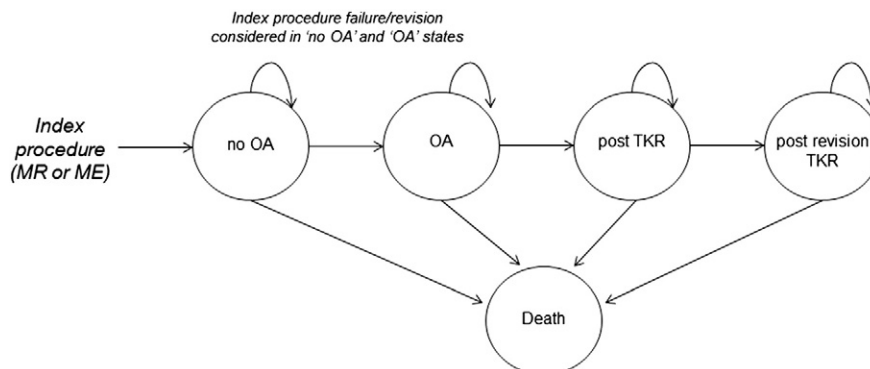 Index procedure failure/revision
considered in ‘no OA’ and ‘OA’ states
Index
procedure
(MR or ME)
no OA
OA
post TKR
post revision
TKR
Death